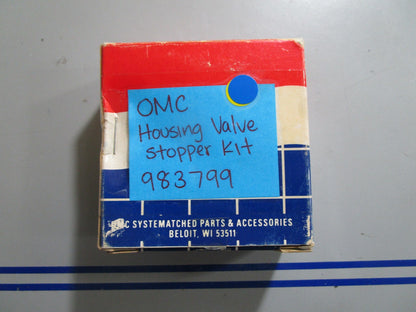 OMC
Housing Valve
stopper Kit
983799
OMC SYSTEMATCHED PARTS & ACCESSORIES
BELOIT, WI 53511